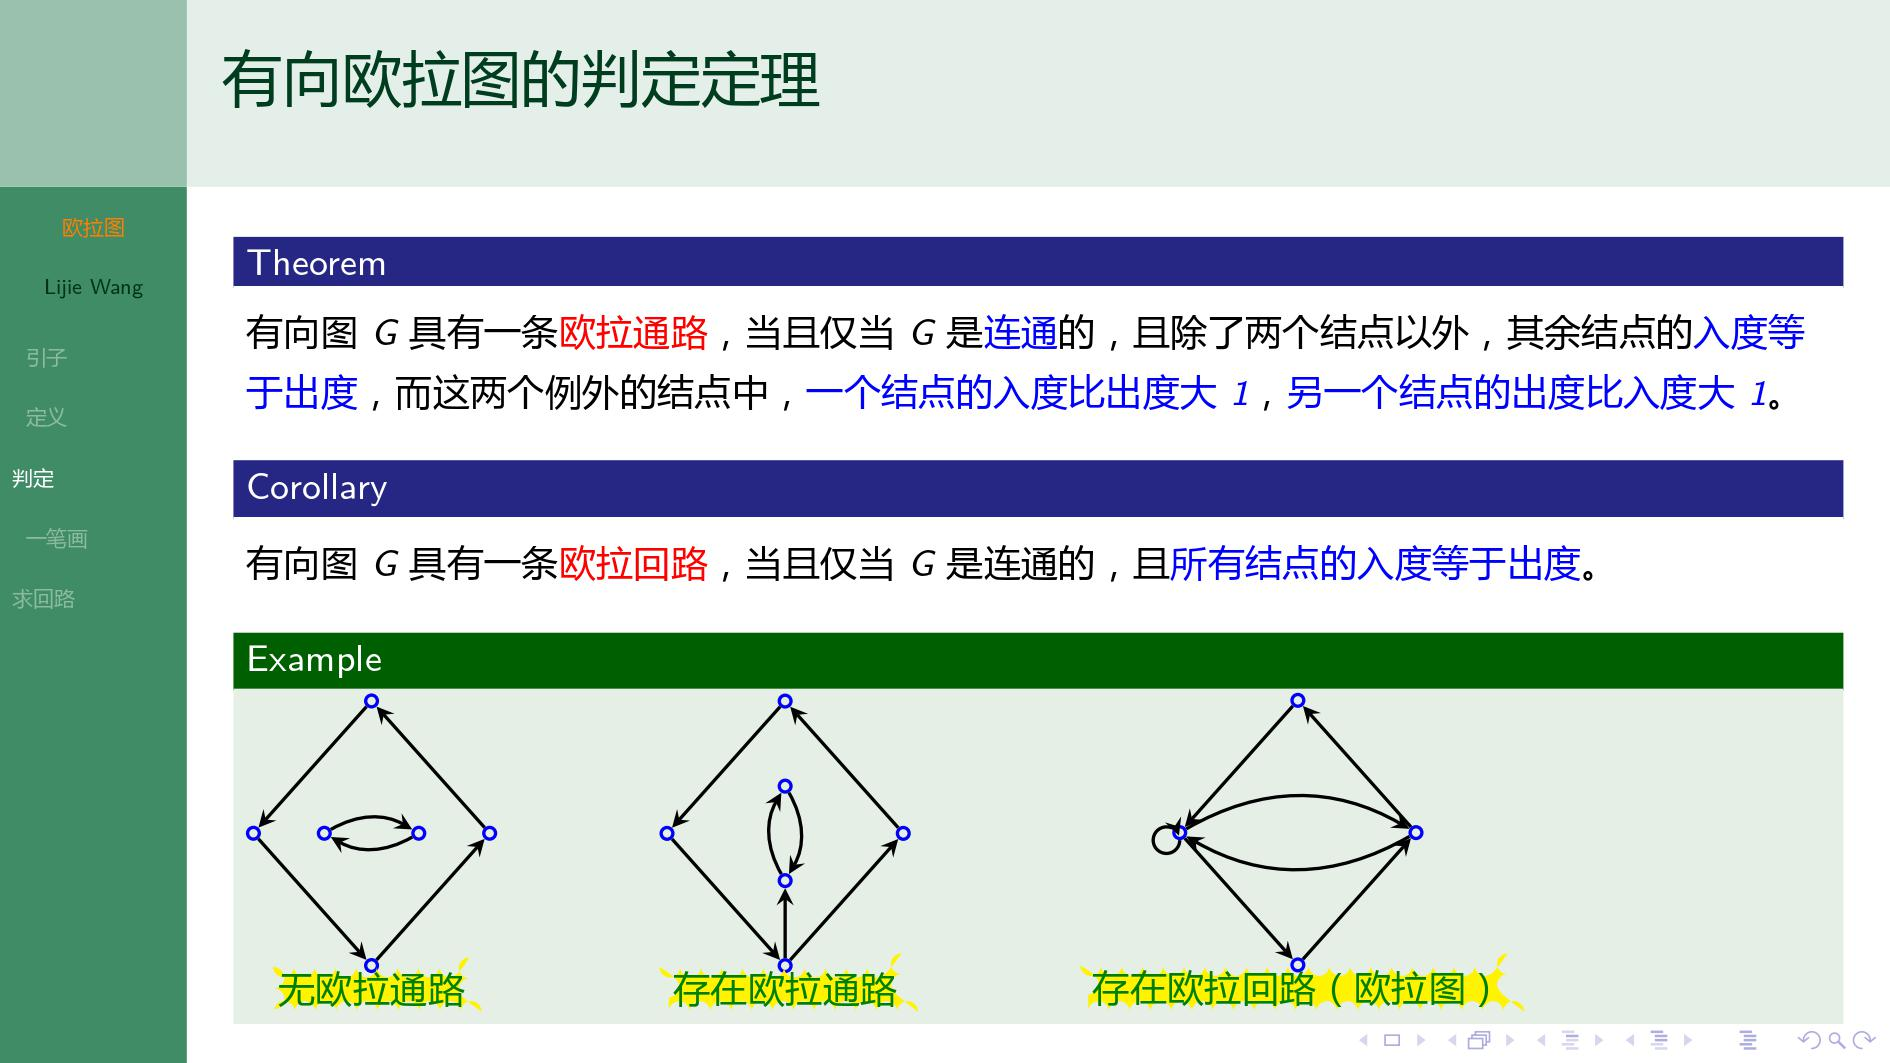 有向欧拉图的判定定理
欧拉图
Lijie Wang
引子
定义
判定
一笔画
求回路
Theorem
有向图 G 具有一条欧拉通路，当且仅当 G 是连通的，且除了两个结点以外，其余结点的入度等
于出度，而这两个例外的结点中，一个结点的入度比出度大 1，另一个结点的出度比入度大 1。
Corollary
有向图 G 具有一条欧拉回路，当且仅当 G 是连通的，且所有结点的入度等于出度。
Example
无欧拉通路
存在欧拉通路
存在欧拉回路（欧拉图）